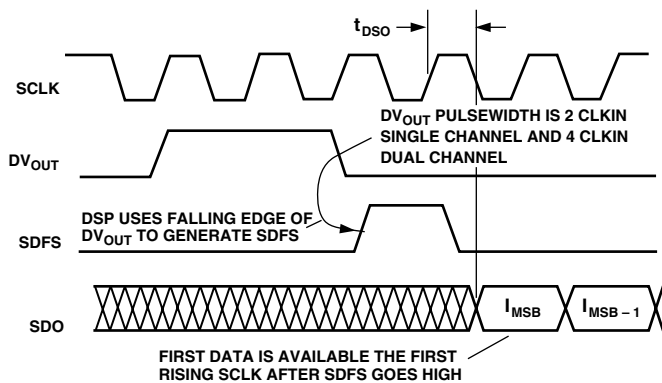 tDSO
SCLK
DVOUT PULSEWIDTH IS 2 CLKIN
SINGLE CHANNEL AND 4 CLKIN
DUAL CHANNEL
DVOUT
DSP USES FALLING EDGE OF
DVOUT TO GENERATE SDFS
SDFS
SDO
IMSB
IMSB – 1
FIRST DATA IS AVAILABLE THE FIRST
RISING SCLK AFTER SDFS GOES HIGH